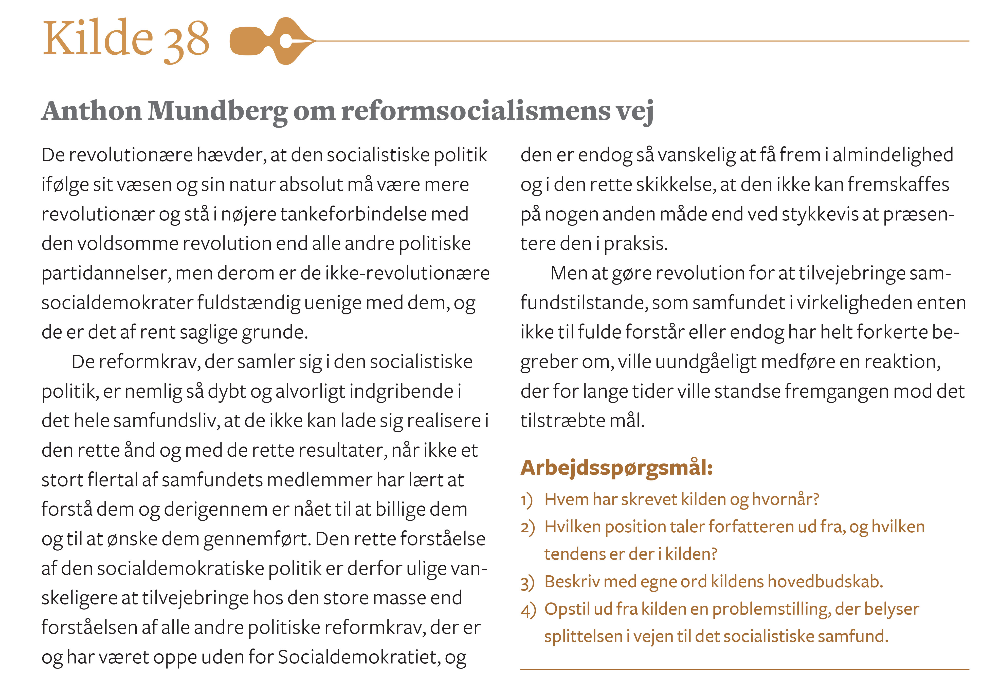 Kilde 38
Anthon Mundberg om reformsocialismens vej
De revolutionære hævder, at den socialistiske politik
ifølge sit væsen og sin natur absolut må være mere
revolutionær og stå i nøjere tankeforbindelse med
den voldsomme revolution end alle andre politiske
partidannelser, men derom er de ikke-revolutionære
socialdemokrater fuldstændig uenige med dem, og
de er det af rent saglige grunde.
De reformkrav, der samler sig i den socialistiske
politik, er nemlig så dybt og alvorligt indgribende i
det hele samfundsliv, at de ikke kan lade sig realisere i
den rette ånd og med de rette resultater, når ikke et
stort flertal af samfundets medlemmer har lært at
forstå dem og derigennem er nået til at billige dem
og til at ønske dem gennemført. Den rette forståelse
af den socialdemokratiske politik er derfor ulige van-
skeligere at tilvejebringe hos den store masse end
forståelsen af alle andre politiske reformkrav, der er
og har været oppe uden for Socialdemokratiet, og
den er endog så vanskelig at få frem i almindelighed
og i den rette skikkelse, at den ikke kan fremskaffes
på nogen anden måde end ved stykkevis at præsen-
tere den i praksis.
Men at gøre revolution for at tilvejebringe sam-
fundstilstande, som samfundet i virkeligheden enten
ikke til fulde forstår eller endog har helt forkerte be-
greber om, ville uundgåeligt medføre en reaktion,
der for lange tider ville standse fremgangen mod det
tilstræbte mål.
Arbejdsspørgsmål:
1) Hvem har skrevet kilden og hvornår?
2) Hvilken position taler forfatteren ud fra, og hvilken
tendens er der i kilden?
3) Beskriv med egne ord kildens hovedbudskab.
4) Opstil ud fra kilden en problemstilling, der belyser
splittelsen i vejen til det socialistiske samfund.